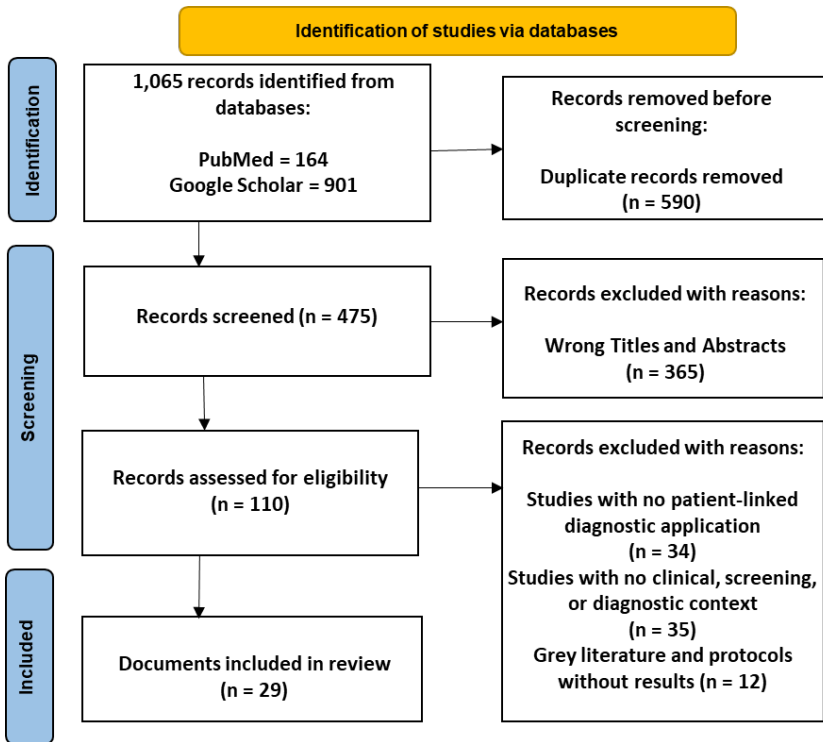 Identification of studies via databases
Identification
1,065 records identified from
databases:
PubMed = 164
Google Scholar = 901
Records removed before
screening:
Duplicate records removed
(n = 590)
Screening
Records screened (n = 475)
Records excluded with reasons:
Wrong Titles and Abstracts
(n = 365)
Records assessed for eligibility
(n = 110)
Records excluded with reasons:
Studies with no patient-linked
diagnostic application
(n = 34)
Studies with no clinical, screening,
or diagnostic context
(n = 35)
Grey literature and protocols
without results (n = 12)
Included
Documents included in review
(n = 29)